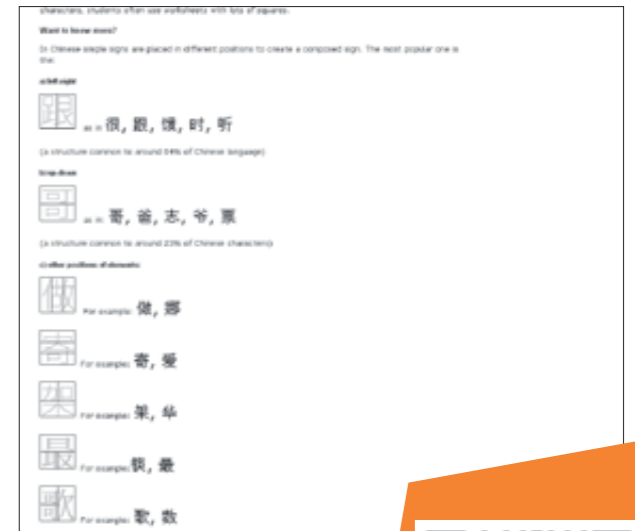 characters, students often use worksheets with lots of squares.
Want to know more?
In Chinese simple signs are placed in different positions to create a composed sign. The most popular one is
the:
a) left-right
跟 as in 很, 跟, 馍, 时, 听
(a structure common to around 64% of Chinese language)
b) top-down
哥 as in 哥, 爸, 志, 爷, 票
(a structure common to around 23% of Chinese characters)
c) other positions of elements:
做 For example: 做, 娜
寄 For example: 寄, 爱
架 For example: 架, 华
最 For example: 最
歌 For example: 歌, 数